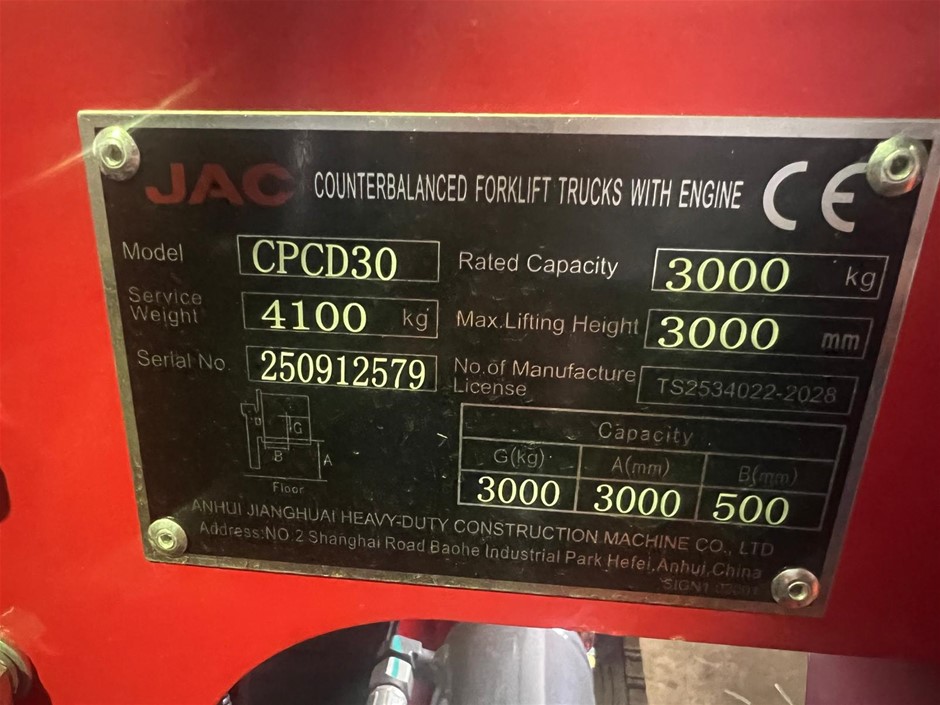 JAC COUNTERBALANCED FORKLIFT TRUCKS WITH ENGINE CE
Model CPCD30 Rated Capacity 3000 kg
Service Weight 4100 kg Max.Lifting Height 3000 mm
Serial No. 250912579 No.of Manufacture License TS2534022-2028
Capacity
G(kg) A(mm) B(mm)
3000 3000 500
G
B
A
Floor
ANHUI JIANGHUAI HEAVY-DUTY CONSTRUCTION MACHINE CO., LTD
Address:NO 2 Shanghai Road Baohe Industrial Park Hefei,Anhui,China